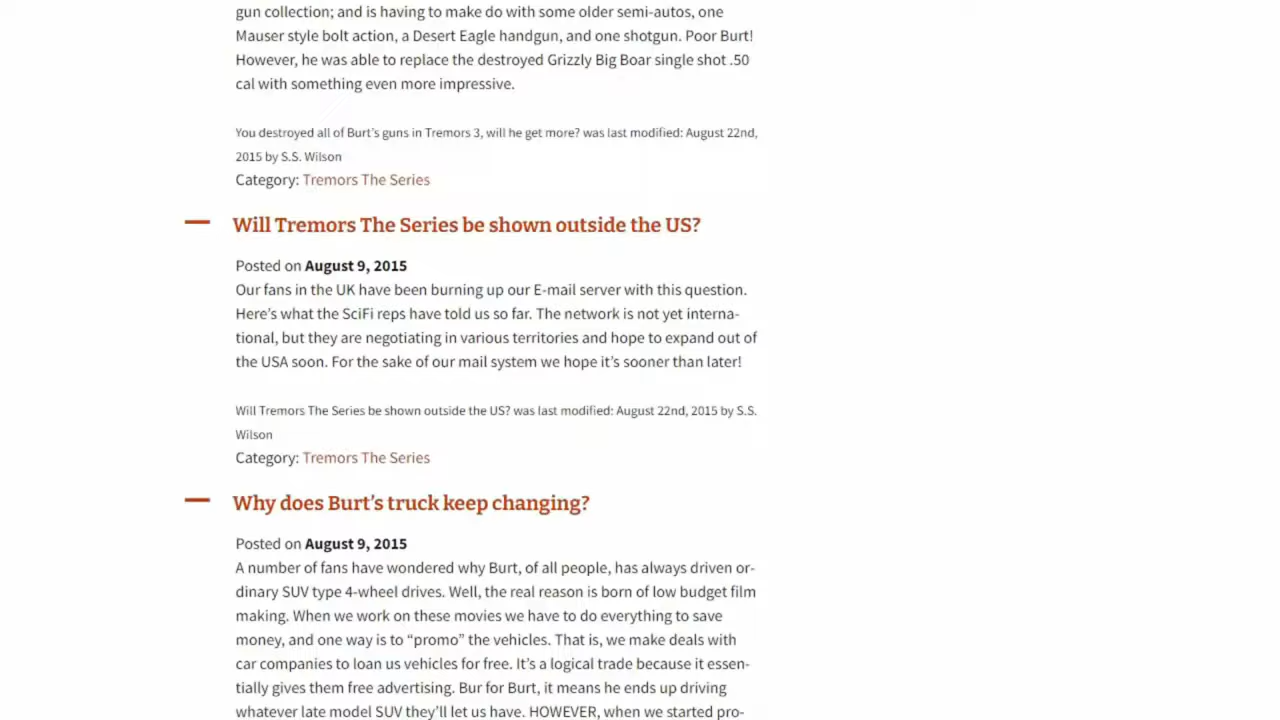 gun collection; and is having to make do with some older semi-autos, one
Mauser style bolt action, a Desert Eagle handgun, and one shotgun. Poor Burt!
However, he was able to replace the destroyed Grizzly Big Boar single shot .50
cal with something even more impressive.
You destroyed all of Burt's guns in Tremors 3, will he get more? was last modified: August 22nd,
2015 by S.S. Wilson
Category: Tremors The Series
Will Tremors The Series be shown outside the US?
Posted on August 9, 2015
Our fans in the UK have been burning up our E-mail server with this question.
Here's what the SciFi reps have told us so far. The network is not yet interna-
tional, but they are negotiating in various territories and hope to expand out of
the USA soon. For the sake of our mail system we hope it's sooner than later!
Will Tremors The Series be shown outside the US? was last modified: August 22nd, 2015 by S.S.
Wilson
Category: Tremors The Series
Why does Burt's truck keep changing?
Posted on August 9, 2015
A number of fans have wondered why Burt, of all people, has always driven or-
dinary SUV type 4-wheel drives. Well, the real reason is born of low budget film
making. When we work on these movies we have to do everything to save
money, and one way is to “promo” the vehicles. That is, we make deals with
car companies to loan us vehicles for free. It's a logical trade because it essen-
tially gives them free advertising. Bur for Burt, it means he ends up driving
whatever late model SUV they'll let us have. HOWEVER, when we started pro-